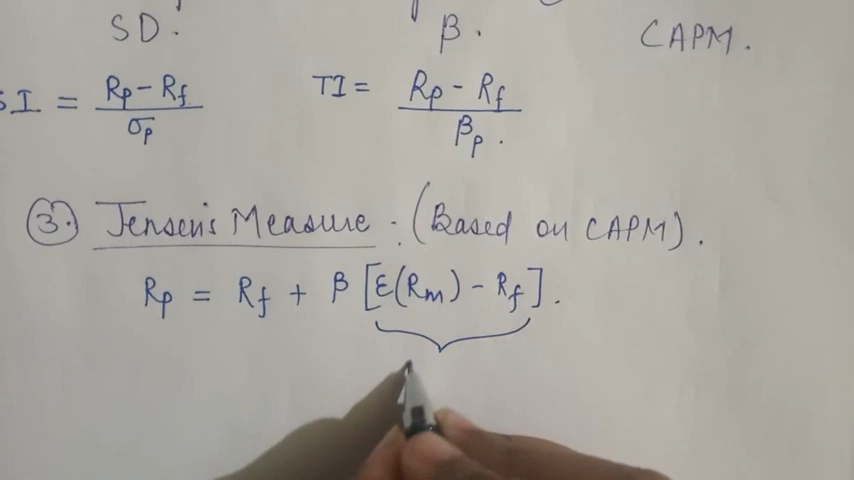 SD. β. CAPM.
SI = Rp - Rf / σp TI = Rp - Rf / βp.
3. Jensen's Measure. (Based on CAPM).
Rp = Rf + β [E(Rm) - Rf].